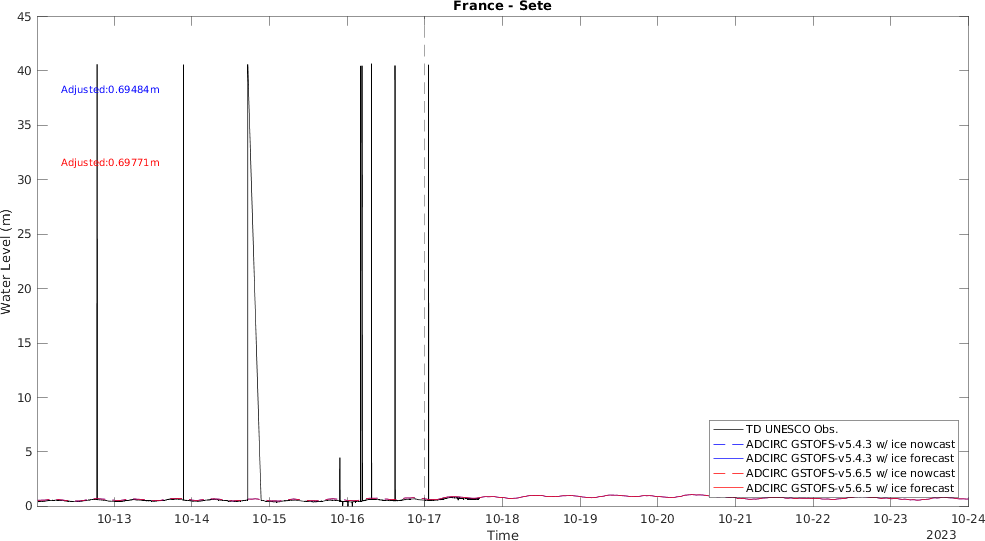 France - Sete
Water Level (m)
45
40
35
30
25
20
15
10
5
0
Adjusted:0.69484m
Adjusted:0.69771m
TD UNESCO Obs.
ADCIRC GSTOFS-v5.4.3 w/ ice nowcast
ADCIRC GSTOFS-v5.4.3 w/ ice forecast
ADCIRC GSTOFS-v5.6.5 w/ ice nowcast
ADCIRC GSTOFS-v5.6.5 w/ ice forecast
10-13 10-14 10-15 10-16 10-17 10-18 10-19 10-20 10-21 10-22 10-23 10-24
Time
2023